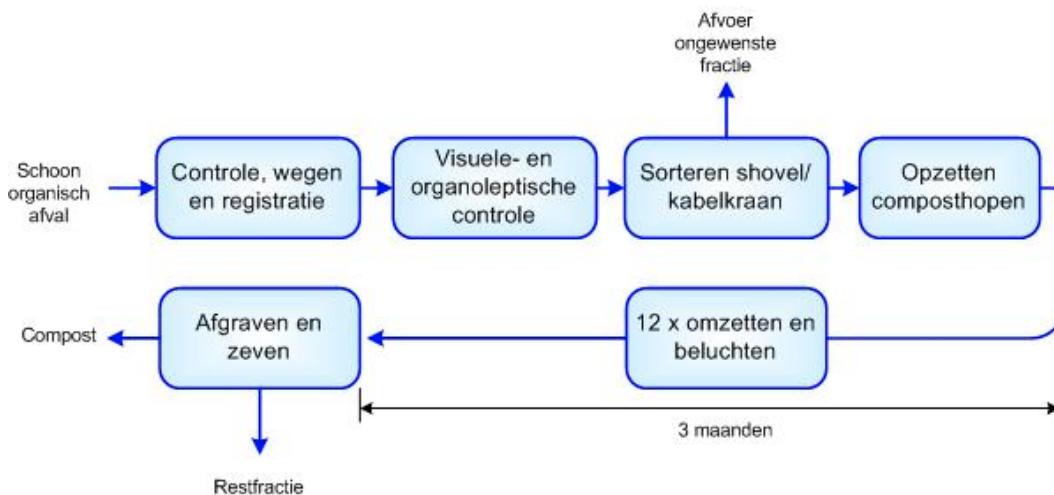 Afvoer
ongewenste
fractie
Schoon
organisch
afval
Controle, wegen
en registratie
Visuele- en
organoleptische
controle
Sorteren shovel/
kabelkraan
Opzetten
composthopen
Compost
Afgraven en
zeven
12 x omzetten en
beluchten
3 maanden
Restfractie